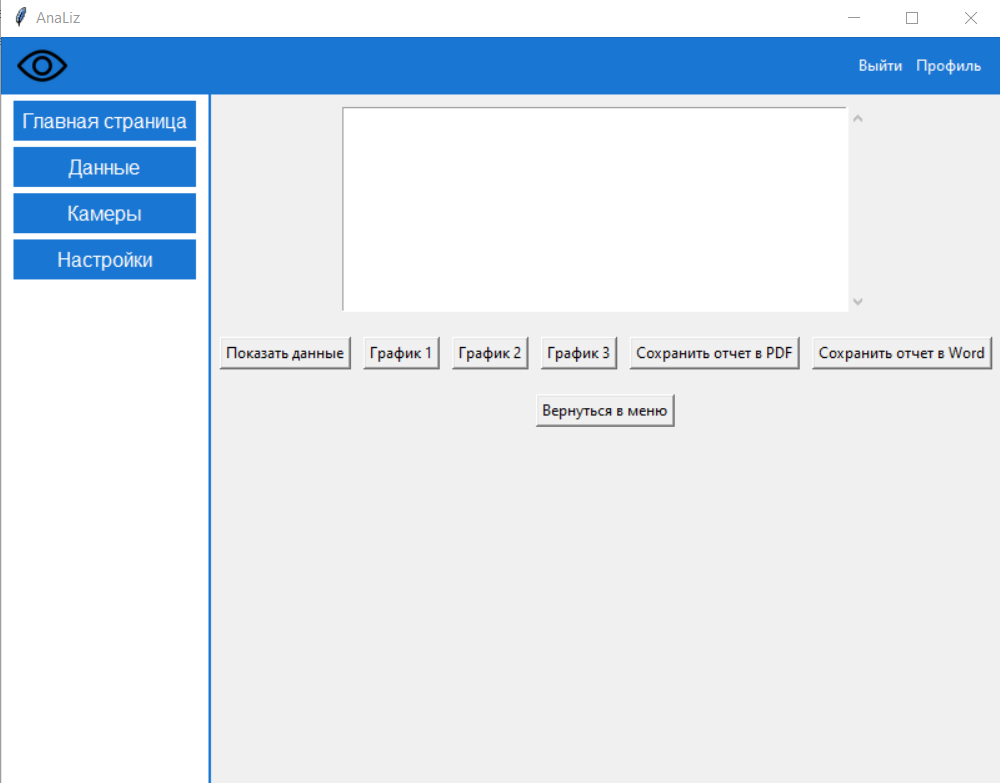 AnaLiz
Выйти Профиль
Главная страница
Данные
Камеры
Настройки
Показать данные График 1 График 2 График 3 Сохранить отчет в PDF Сохранить отчет в Word
Вернуться в меню